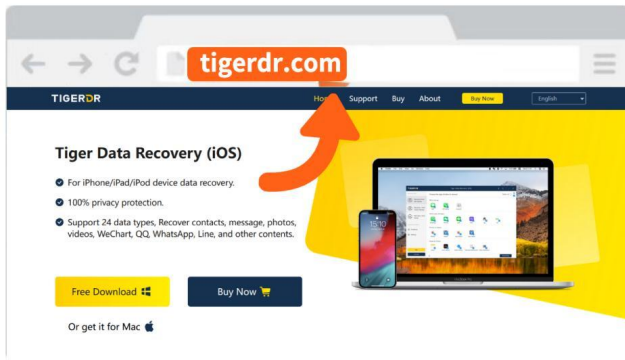 tigerdr.com
TIGERDR
Home Support Buy About Buy Now English
Tiger Data Recovery (iOS)
For iPhone/iPad/iPod device data recovery.
100% privacy protection.
Support 24 data types, Recover contacts, message, photos,
videos, WeChart, QQ, WhatsApp, Line, and other contents.
15:10
Free Download
Buy Now
Or get it for Mac